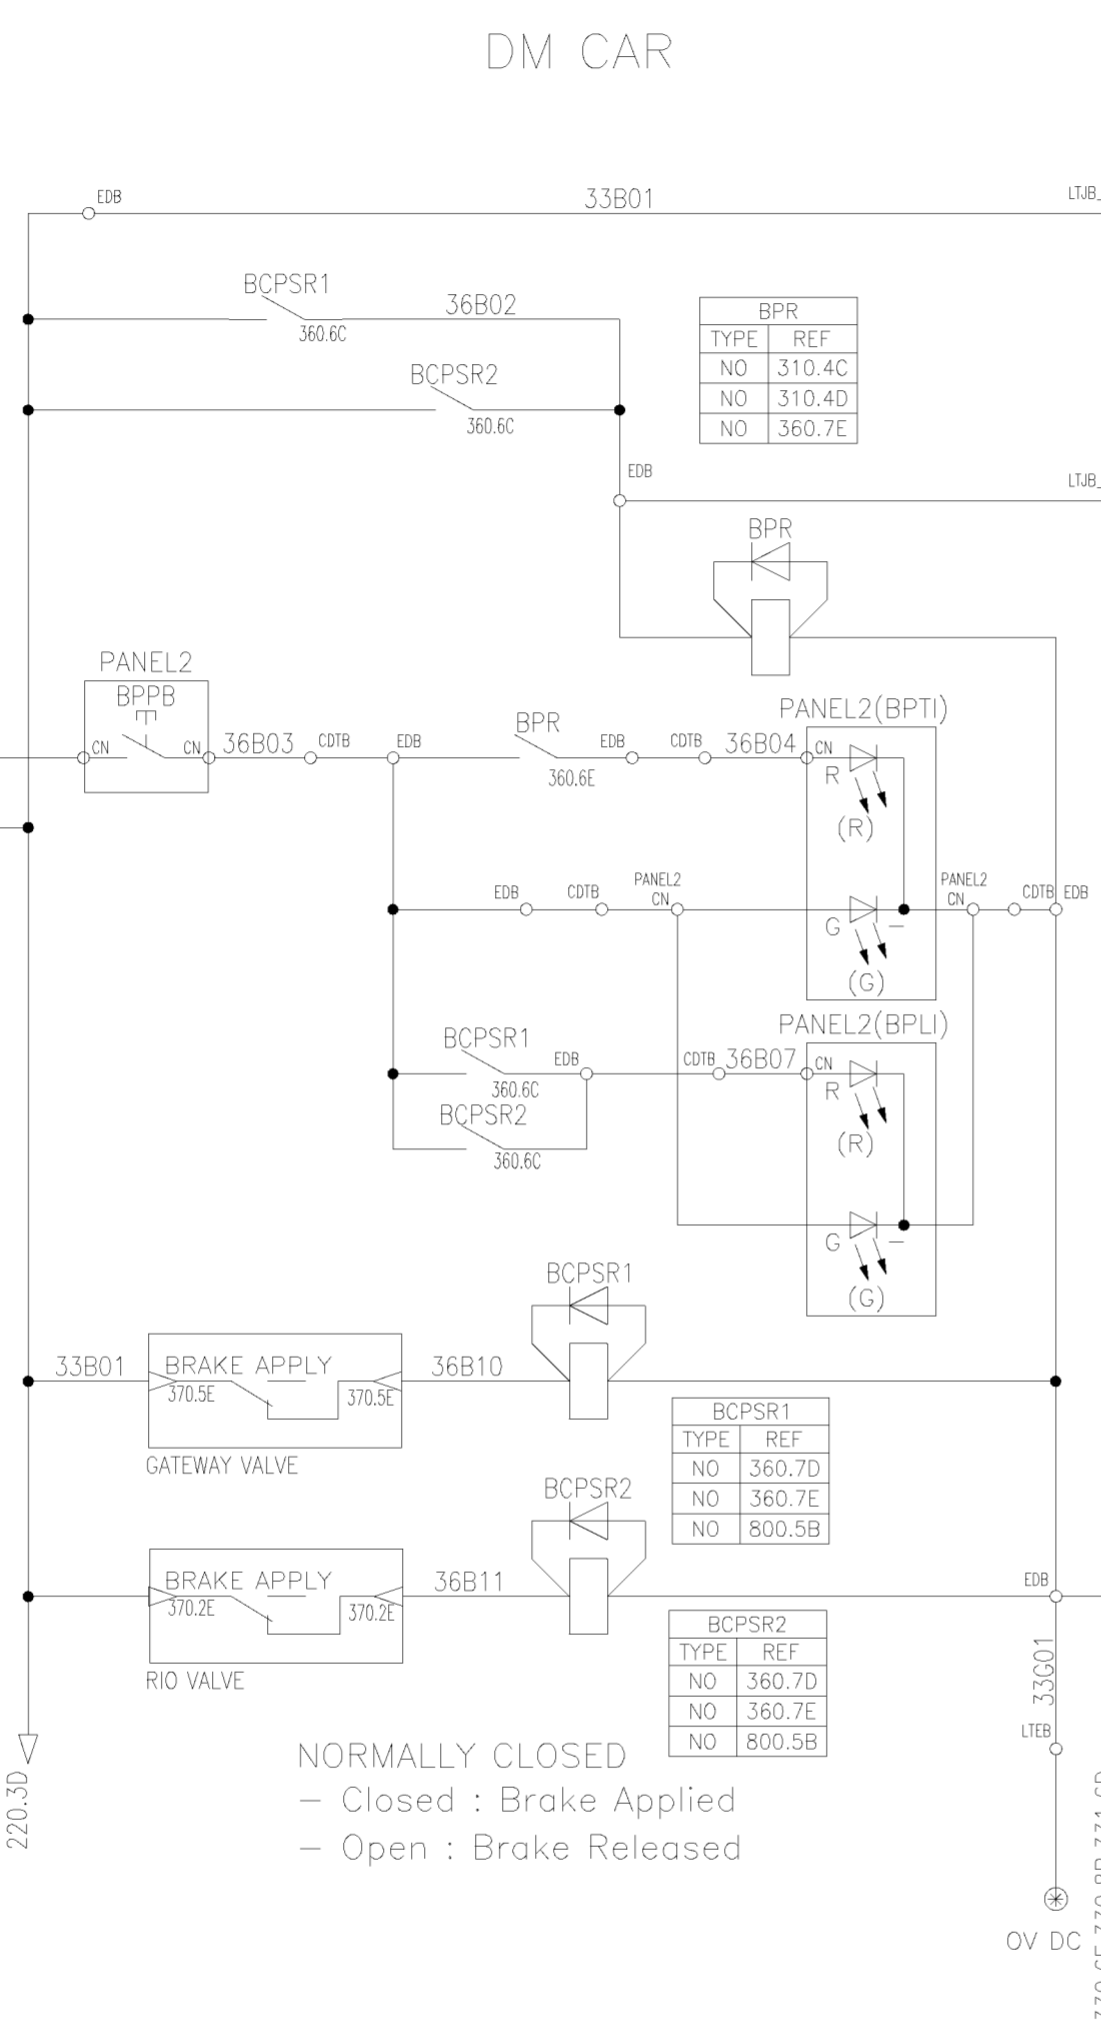 DM CAR
EDB
33B01
LTJB_
BCPSR1
36B02
360.6C
BPR
TYPE REF
NO 310.4C
NO 310.4D
NO 360.7E
BCPSR2
360.6C
EDB
LTJB_
BPR
PANEL2
BPPB
CN
CN
36B03
CDTB
EDB
BPR
360.6E
EDB
CDTB
36B04
PANEL2(BPTI)
CN
R
(R)
EDB
CDTB
PANEL2
CN
G
–
(G)
PANEL2
CN
CDTB
EDB
BCPSR1
360.6C
EDB
CDTB
36B07
PANEL2(BPLI)
CN
R
(R)
BCPSR2
360.6C
G
–
(G)
BCPSR1
33B01
BRAKE APPLY
370.5E
370.5E
36B10
GATEWAY VALVE
BCPSR1
TYPE REF
NO 360.7D
NO 360.7E
NO 800.5B
BCPSR2
BRAKE APPLY
370.2E
370.2E
36B11
EDB
RIO VALVE
BCPSR2
TYPE REF
NO 360.7D
NO 360.7E
NO 800.5B
33G01
LTEB
220.3D
NORMALLY CLOSED
– Closed : Brake Applied
– Open : Brake Released
0V DC